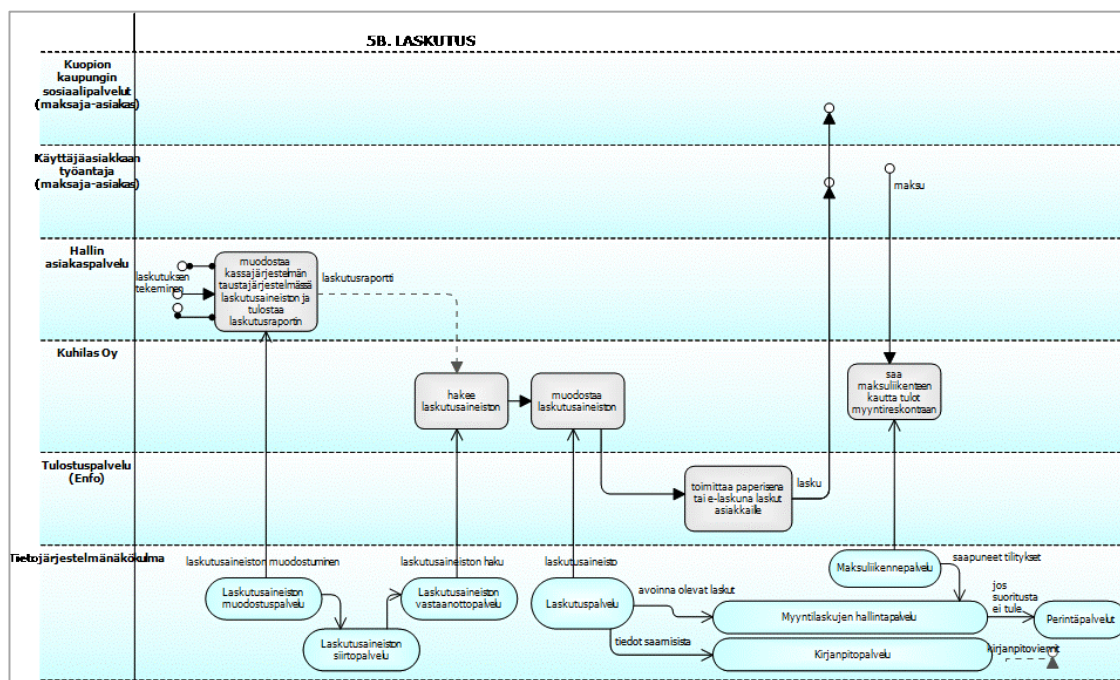 5B. LASKUTUS
Kuopion
kaupungin
sosiaalipalvelut
(maksaja-asiakas)
Käyttäjäasiakkaan
työantaja
(maksaja-asiakas)
maksu
Hallin
asiakaspalvelu
laskutuksen
tekeminen
muodostaa
kassajärjestelmän
taustajärjestelmässä
laskutusaineiston ja
tulostaa
laskutusraportin
laskutusraportti
Kuhilas Oy
hakee
laskutusaineiston
muodostaa
laskutusaineiston
saa
maksuliikenteen
kautta tulot
myyntireskontraan
Tulostuspalvelu
(Enfo)
toimittaa paperisena
tai e-laskuna laskut
asiakkaille
lasku
Tietojärjestelmänäkökulma
laskutusaineiston muodostuminen
laskutusaineiston haku
laskutusaineisto
saapuneet tilitykset
Laskutusaineiston
muodostuspalvelu
Laskutusaineiston
siirtopalvelu
Laskutusaineiston
vastaanottopalvelu
Laskutuspalvelu
avoinna olevat laskut
tiedot saamisista
Maksuliikennepalvelu
Myyntilaskujen hallintapalvelu
Kirjanpitopalvelu
jos
suoritusta
ei tule
Perintäpalvelut
kirjanpitoviennit